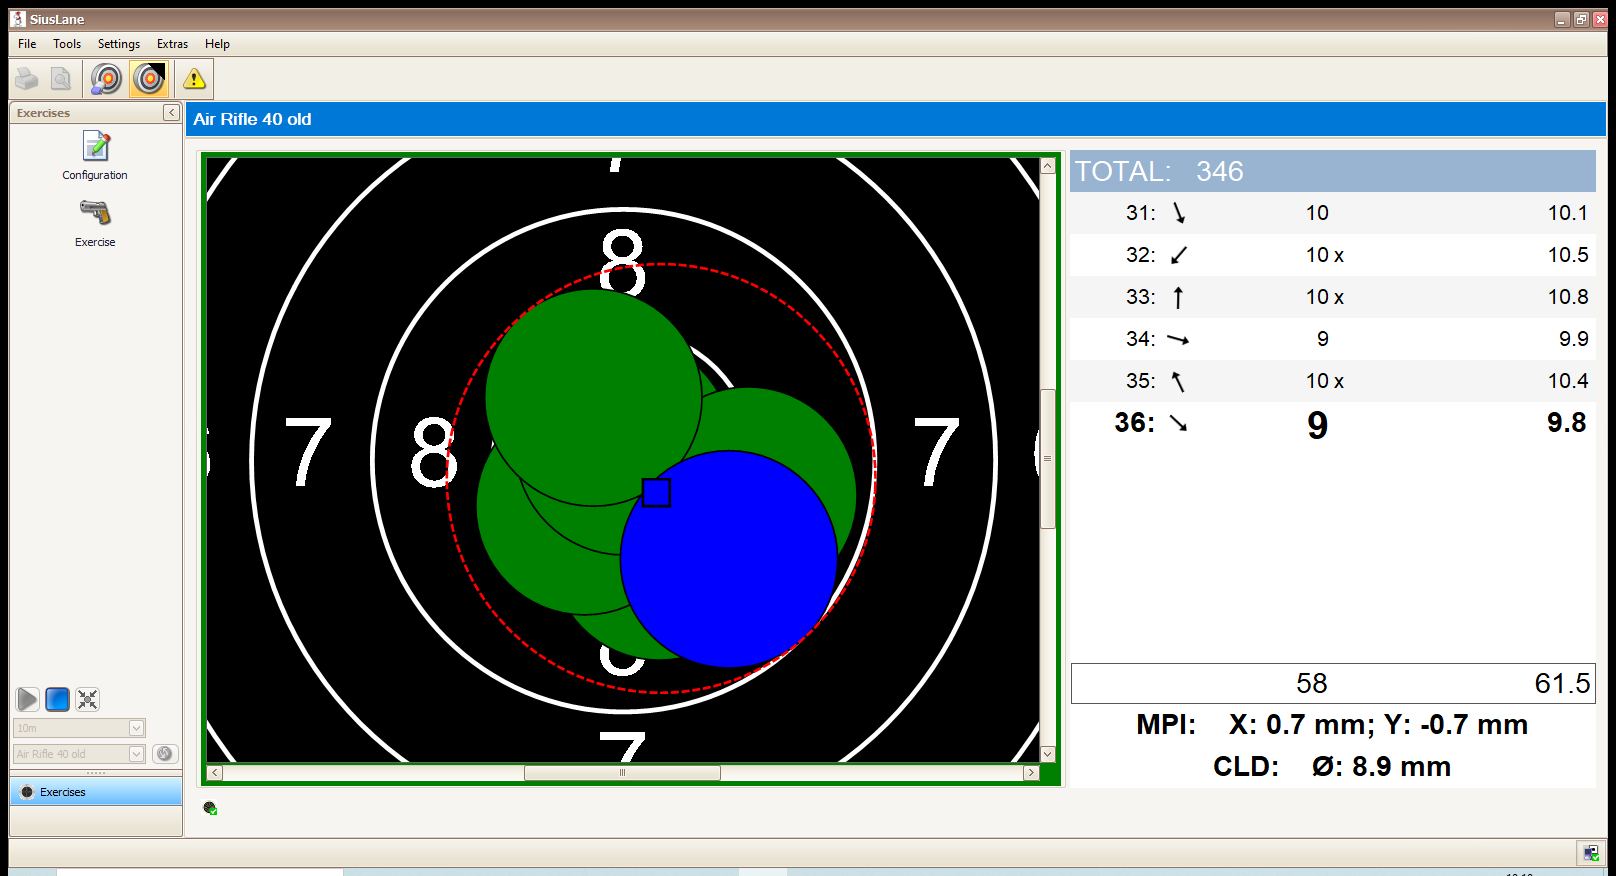 SiusLane
File Tools Settings Extras Help
Exercises
Configuration
Exercise
10m
Air Rifle 40 old
Exercises
Air Rifle 40 old
7
8
7 8 7
7
TOTAL: 346
31: 10 10.1
32: 10 x 10.5
33: 10 x 10.8
34: 9 9.9
35: 10 x 10.4
36: 9 9.8
58 61.5
MPI: X: 0.7 mm; Y: -0.7 mm
CLD: Ø: 8.9 mm